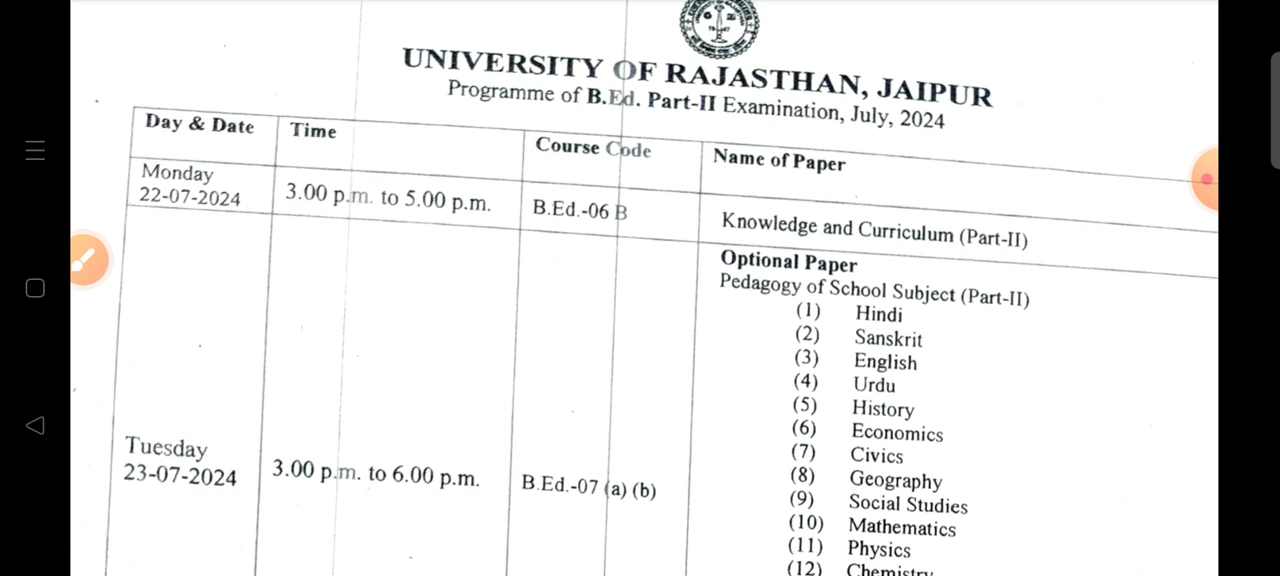 UNIVERSITY OF RAJASTHAN, JAIPUR
Programme of B.Ed. Part-II Examination, July, 2024
Day & Date Time Course Code Name of Paper
Monday
22-07-2024 3.00 p.m. to 5.00 p.m. B.Ed.-06 B Knowledge and Curriculum (Part-II)
Optional Paper
Pedagogy of School Subject (Part-II)
(1) Hindi
(2) Sanskrit
(3) English
(4) Urdu
(5) History
(6) Economics
(7) Civics
(8) Geography
(9) Social Studies
(10) Mathematics
(11) Physics
(12) Chemistry
Tuesday
23-07-2024 3.00 p.m. to 6.00 p.m. B.Ed.-07 (a) (b)